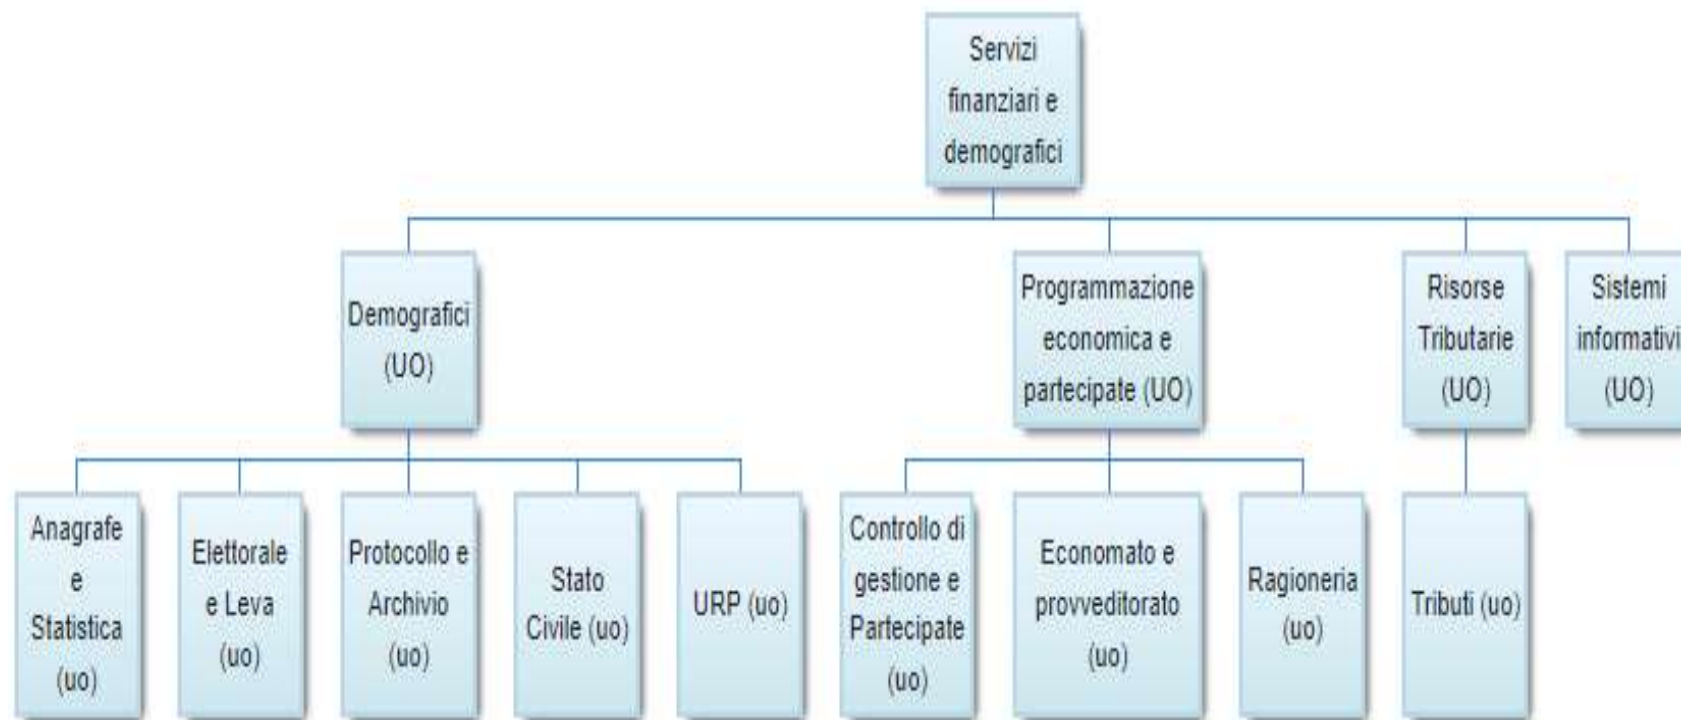 Servizi
finanziari e
demografici
Demografici
(UO)
Programmazione
economica e
partecipate (UO)
Risorse
Tributarie
(UO)
Sistemi
informativi
(UO)
Anagrafe
e
Statistica
(uo)
Elettorale
e Leva
(uo)
Protocollo e
Archivio
(uo)
Stato
Civile (uo)
URP (uo)
Controllo di
gestione e
Partecipate
(uo)
Economato e
provveditorato
(uo)
Ragioneria
(uo)
Tributi (uo)